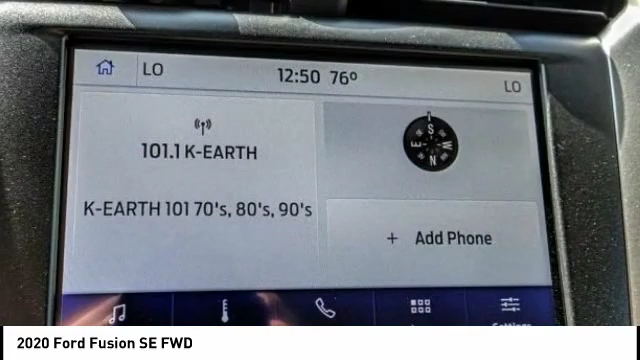 LO 12:50 76° LO
101.1 K-EARTH
K-EARTH 101 70's, 80's, 90's
S
E W
N
+ Add Phone
Settings
2020 Ford Fusion SE FWD